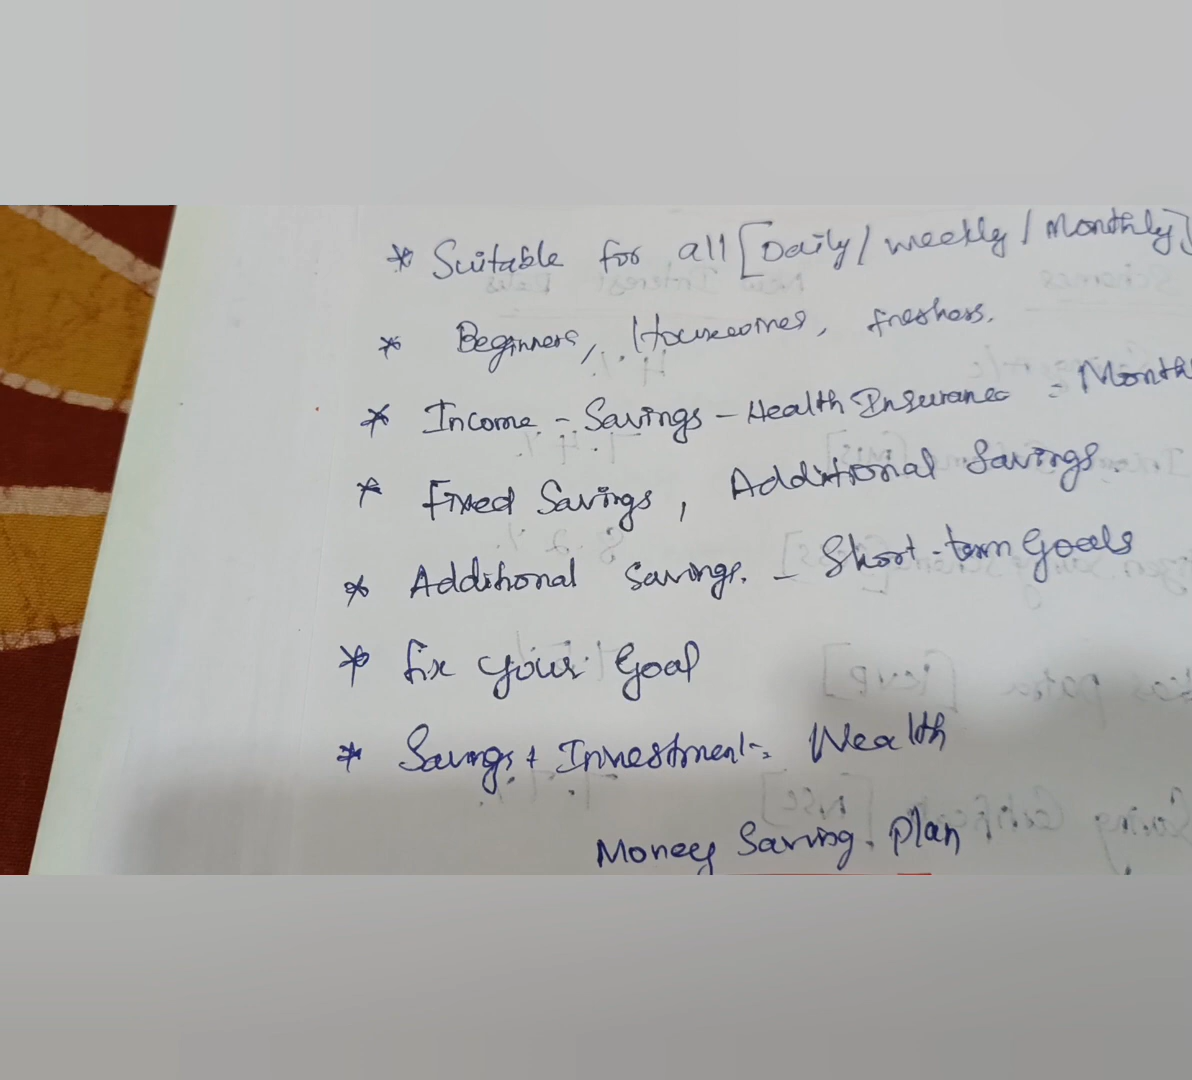 * Suitable for all [Daily/ weekly / Monthly]
* Beginners, Housewives, freshers.
* Income - Savings - Health Insurance = Month
* Fixed Savings, Additional Savings.
* Additional Savings. - Short-term Goals
* fix your Goal
* Savings + Investment = Wealth
Money Saving Plan